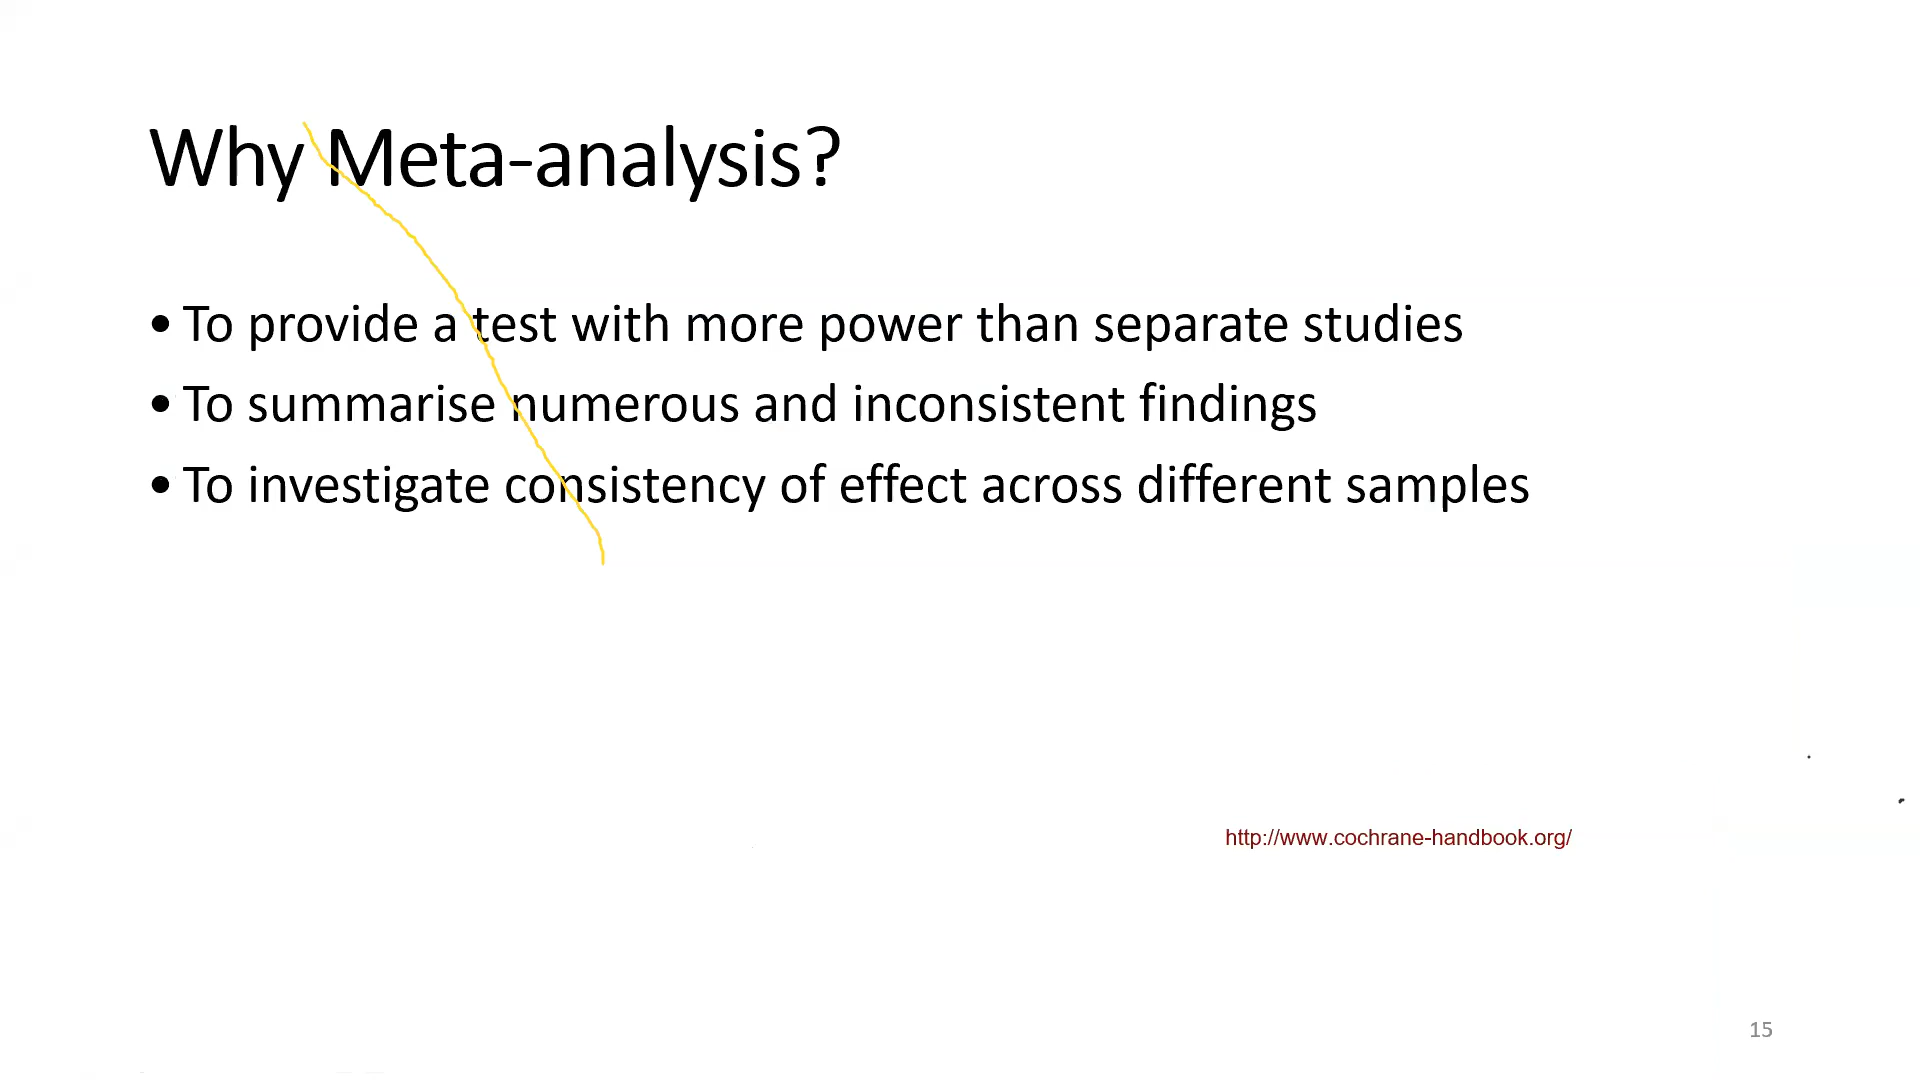 Why Meta-analysis?
• To provide a test with more power than separate studies
• To summarise numerous and inconsistent findings
• To investigate consistency of effect across different samples
http://www.cochrane-handbook.org/
15